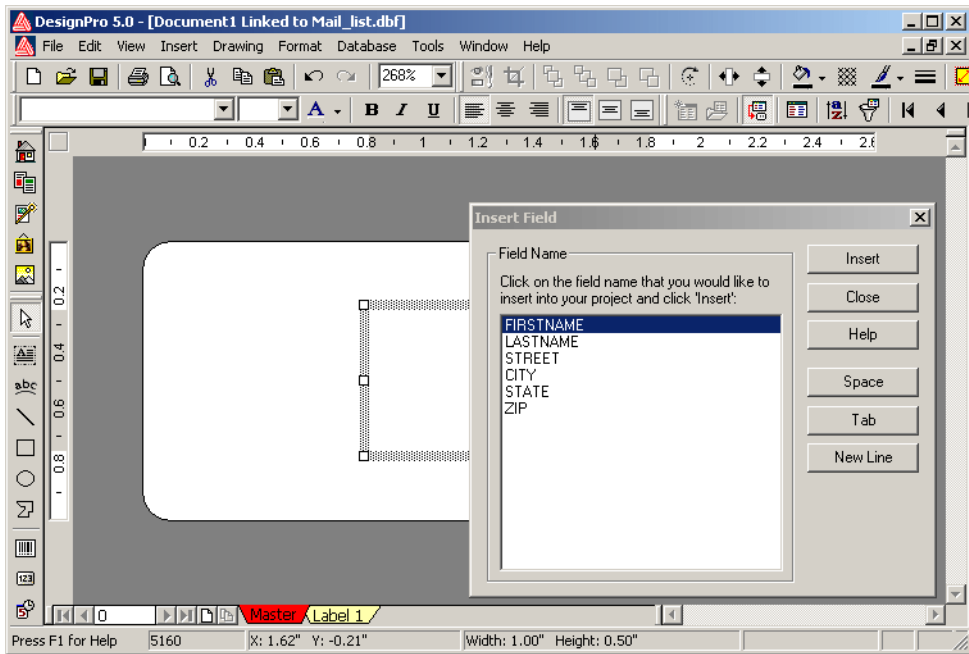 DesignPro 5.0 - [Document1 Linked to Mail_list.dbf]
File Edit View Insert Drawing Format Database Tools Window Help
268%
A B I U
0.2 0.4 0.6 0.8 1 1.2 1.4 1.6 1.8 2 2.2 2.4 2.6
Insert Field
Field Name
Click on the field name that you would like to
insert into your project and click 'Insert':
FIRSTNAME
LASTNAME
STREET
CITY
STATE
ZIP
Insert
Close
Help
Space
Tab
New Line
0.2
0.4
0.6
0.8
abc
123
5
0 Master Label 1
Press F1 for Help 5160 X: 1.62" Y: -0.21" Width: 1.00" Height: 0.50"